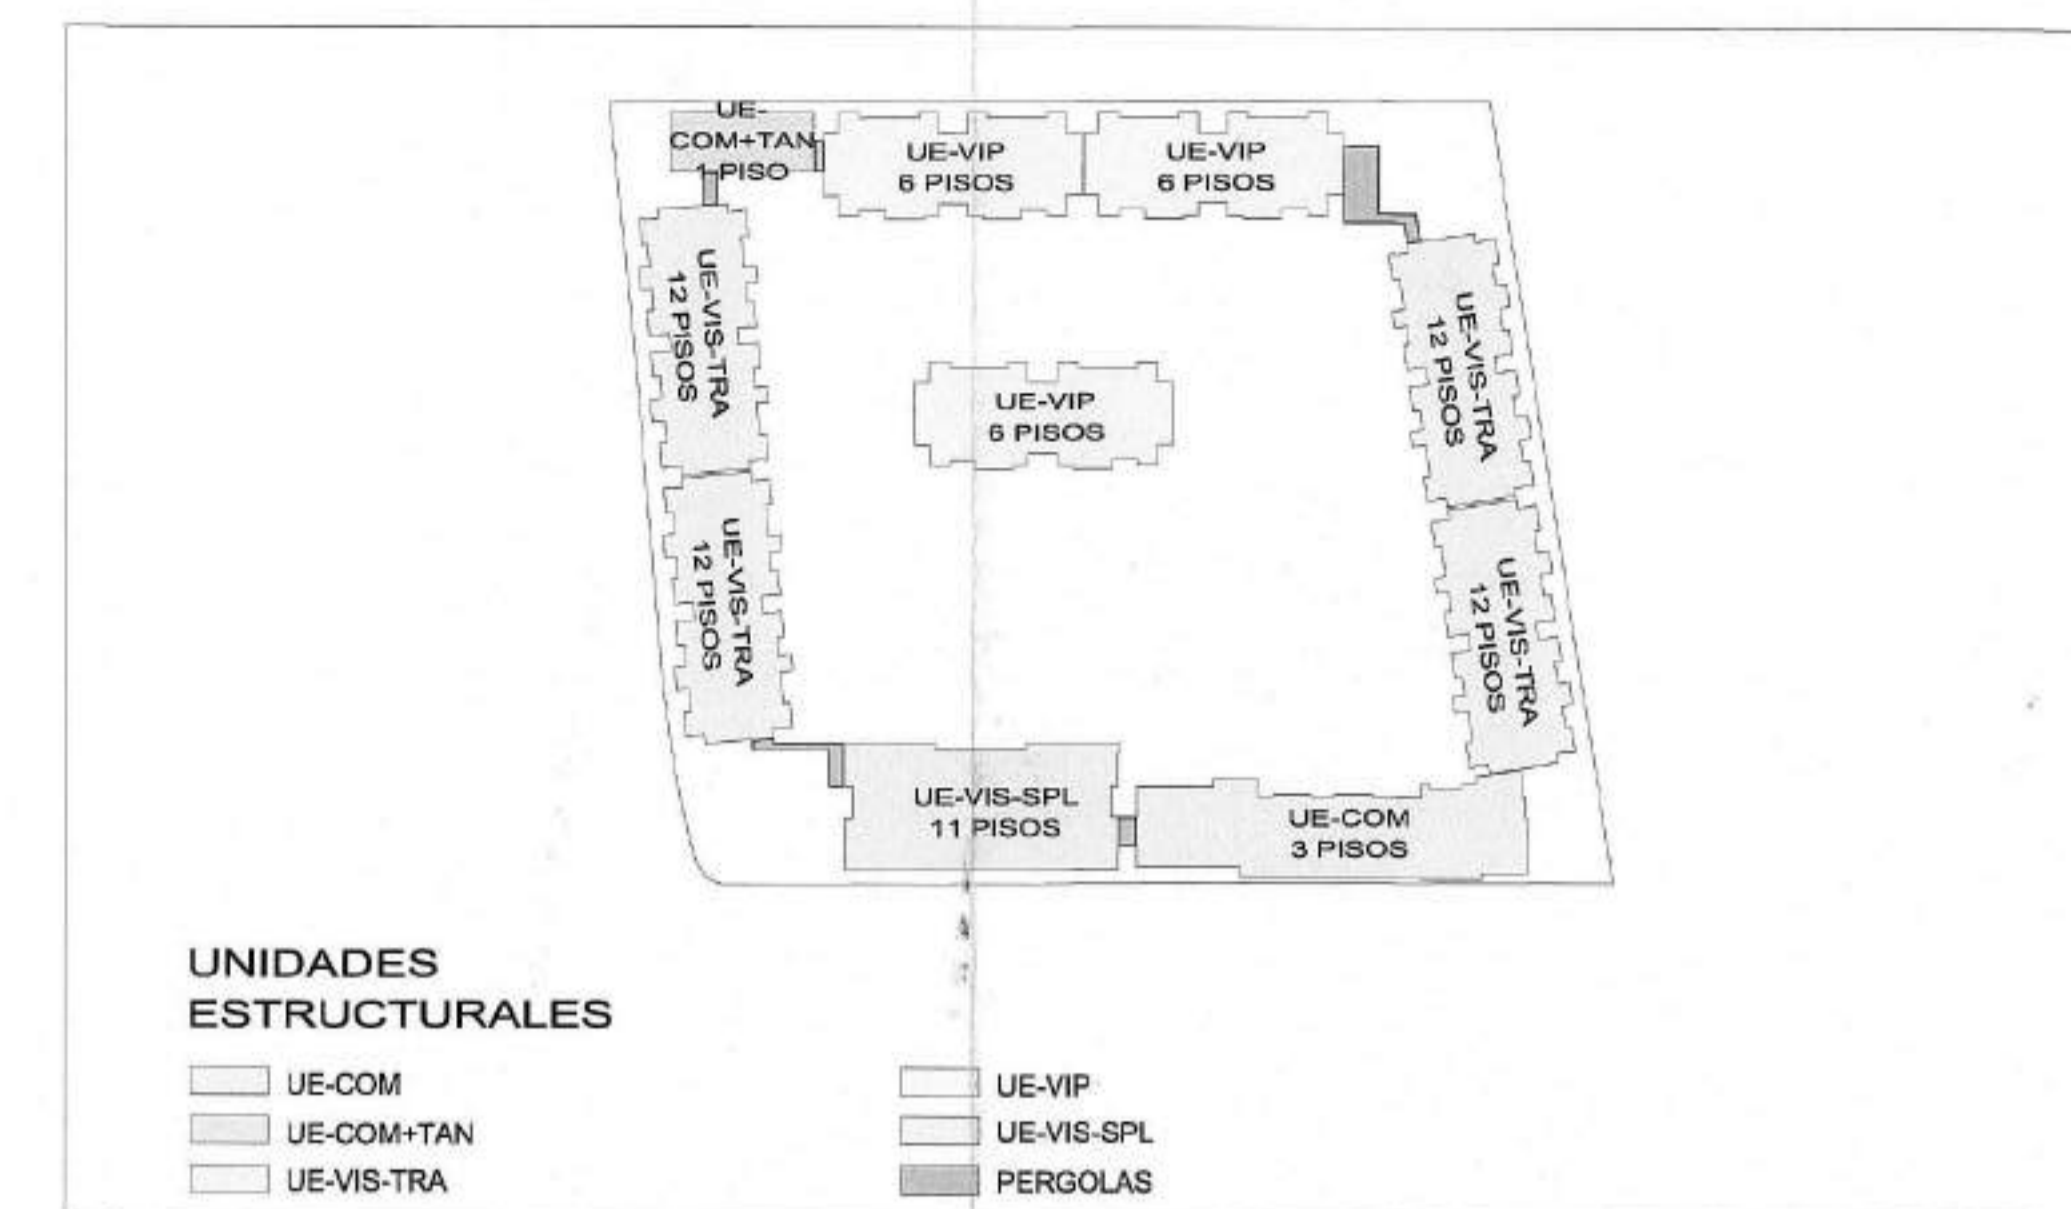 UE-
COM+TAN
1 PISO
UE-VIP
6 PISOS
UE-VIP
6 PISOS
UE-VIS-TRA
12 PISOS
UE-VIS-TRA
12 PISOS
UE-VIP
6 PISOS
UE-VIS-TRA
12 PISOS
UE-VIS-TRA
12 PISOS
UE-VIS-SPL
11 PISOS
UE-COM
3 PISOS
UNIDADES
ESTRUCTURALES
UE-COM
UE-COM+TAN
UE-VIS-TRA
UE-VIP
UE-VIS-SPL
PERGOLAS